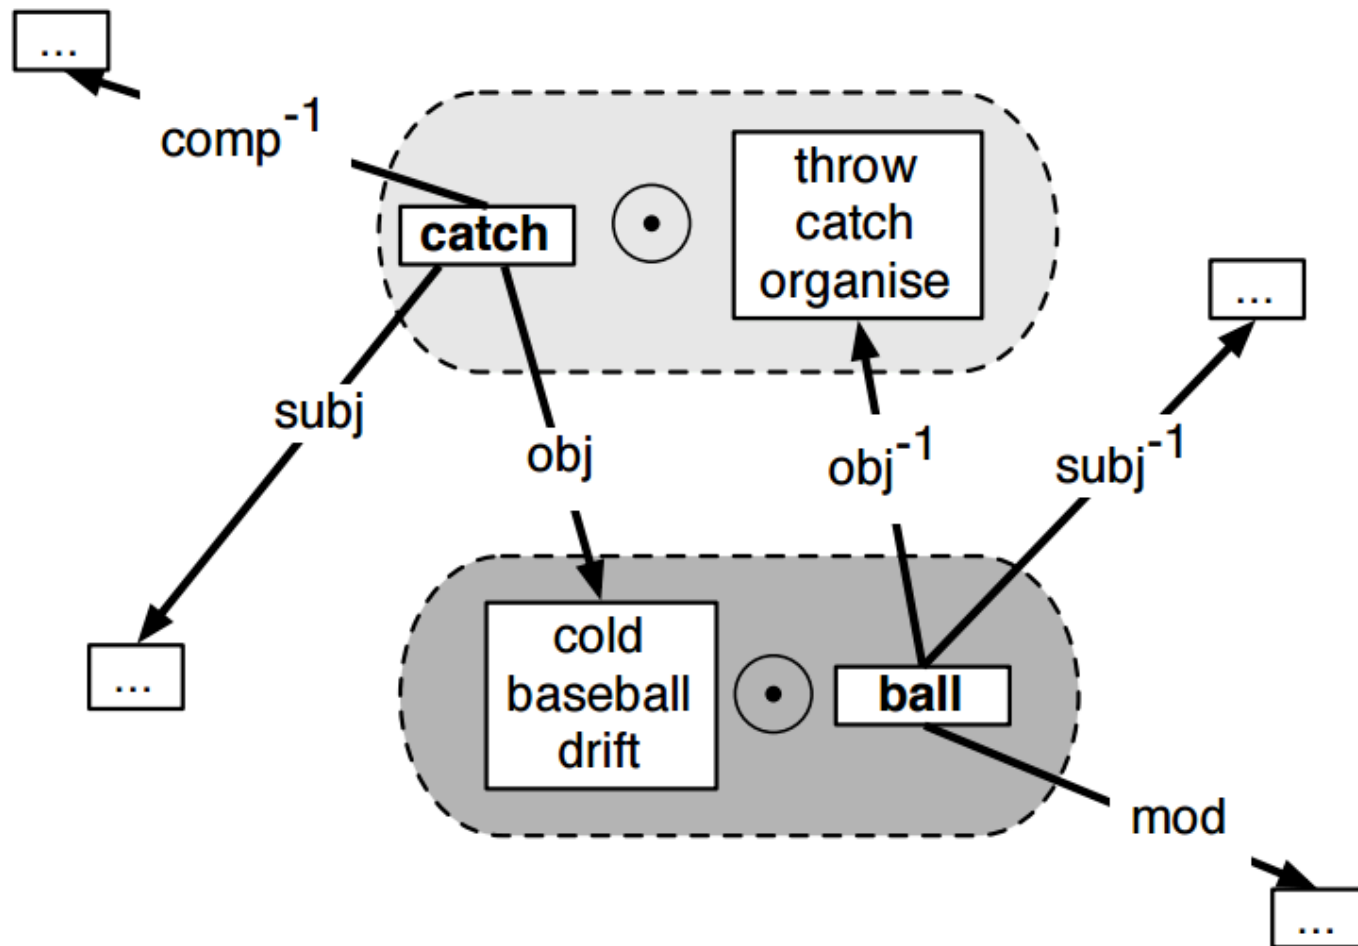 ...
comp⁻¹
throw
catch
catch
organise
...
subj
obj
obj⁻¹
subj⁻¹
...
cold
baseball
ball
drift
mod
...